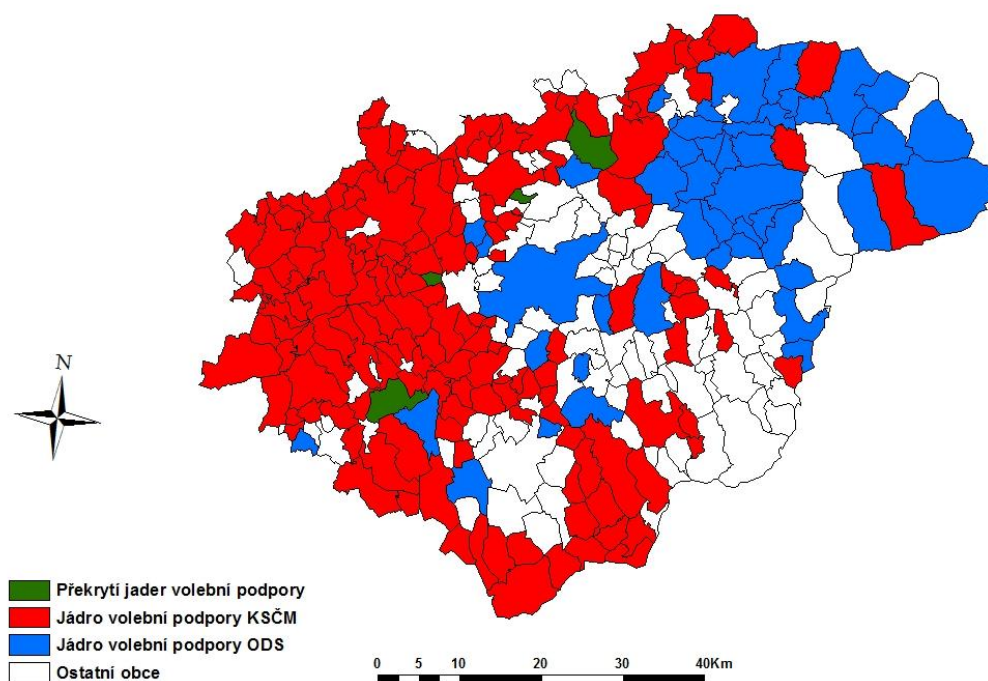 N
Překrytí jader volební podpory
Jádro volební podpory KSČM
Jádro volební podpory ODS
Ostatní obce
0 5 10 20 30 40Km